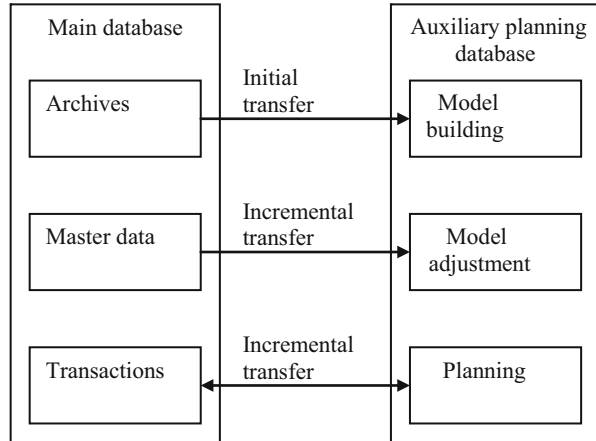 Main database
Auxiliary planning
database
Archives
Initial
transfer
Model
building
Master data
Incremental
transfer
Model
adjustment
Transactions
Incremental
transfer
Planning